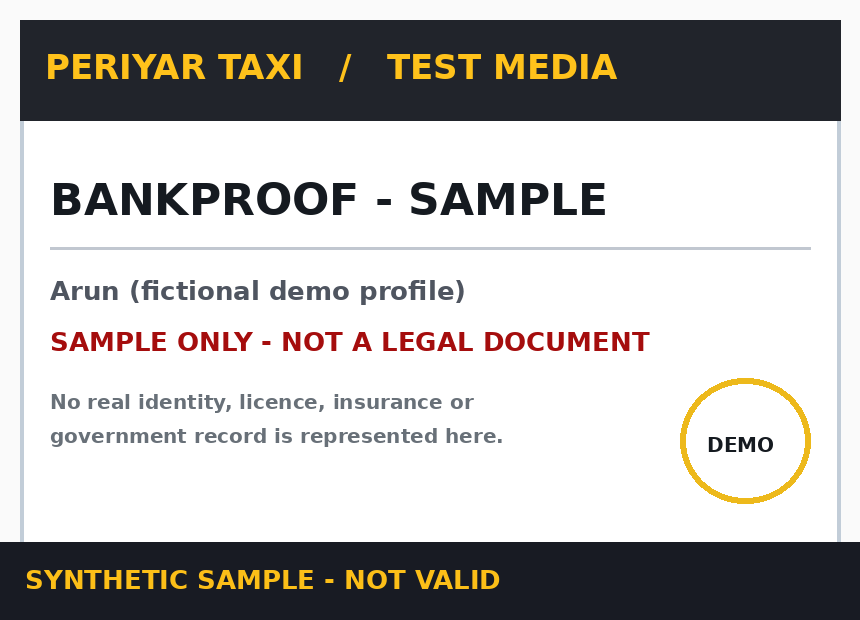 PERIYAR TAXI / TEST MEDIA
BANKPROOF - SAMPLE
Arun (fictional demo profile)
SAMPLE ONLY - NOT A LEGAL DOCUMENT
No real identity, licence, insurance or
government record is represented here.
DEMO
SYNTHETIC SAMPLE - NOT VALID